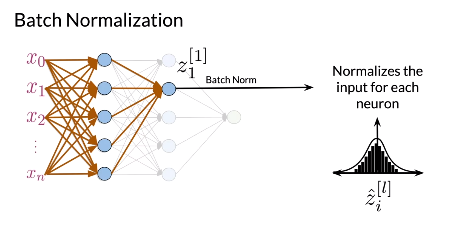 Batch Normalization
x₀
x₁
x₂
⋮
xₙ
z₁^[1]
Batch Norm
Normalizes the
input for each
neuron
ẑᵢ^[l]